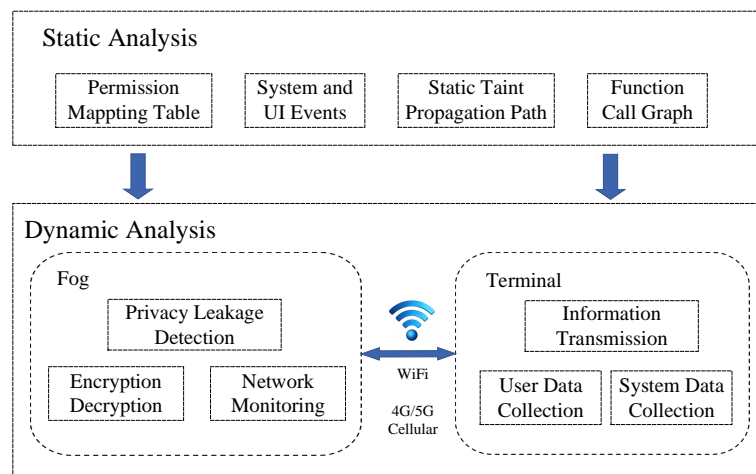 Static Analysis
Permission
Mappting Table
System and
UI Events
Static Taint
Propagation Path
Function
Call Graph
Dynamic Analysis
Fog
Privacy Leakage
Detection
Encryption
Decryption
Network
Monitoring
WiFi
4G/5G
Cellular
Terminal
Information
Transmission
User Data
Collection
System Data
Collection